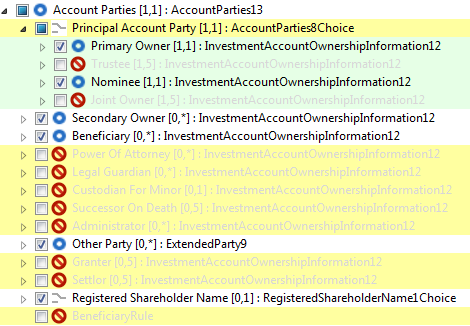 Account Parties [1,1] : AccountParties13
Principal Account Party [1,1] : AccountParties8Choice
Primary Owner [1,1] : InvestmentAccountOwnershipInformation12
Trustee [1,5] : InvestmentAccountOwnershipInformation12
Nominee [1,1] : InvestmentAccountOwnershipInformation12
Joint Owner [1,5] : InvestmentAccountOwnershipInformation12
Secondary Owner [0,*] : InvestmentAccountOwnershipInformation12
Beneficiary [0,*] : InvestmentAccountOwnershipInformation12
Power Of Attorney [0,*] : InvestmentAccountOwnershipInformation12
Legal Guardian [0,*] : InvestmentAccountOwnershipInformation12
Custodian For Minor [0,1] : InvestmentAccountOwnershipInformation12
Successor On Death [0,5] : InvestmentAccountOwnershipInformation12
Administrator [0,*] : InvestmentAccountOwnershipInformation12
Other Party [0,*] : ExtendedParty9
Granter [0,5] : InvestmentAccountOwnershipInformation12
Settlor [0,5] : InvestmentAccountOwnershipInformation12
Registered Shareholder Name [0,1] : RegisteredShareholderName1Choice
BeneficiaryRule